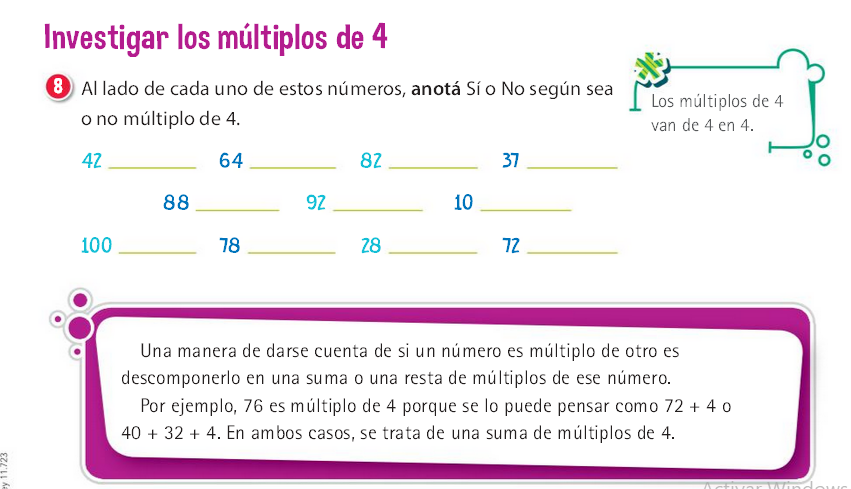 Investigar los múltiplos de 4
8 Al lado de cada uno de estos números, anotá Sí o No según sea
o no múltiplo de 4.
Los múltiplos de 4
van de 4 en 4.
42 ________ 64 ________ 82 ________ 37 ________
88 ________ 92 ________ 10 ________
100 ________ 78 ________ 28 ________ 72 ________
Una manera de darse cuenta de si un número es múltiplo de otro es
descomponerlo en una suma o una resta de múltiplos de ese número.
Por ejemplo, 76 es múltiplo de 4 porque se lo puede pensar como 72 + 4 o
40 + 32 + 4. En ambos casos, se trata de una suma de múltiplos de 4.
ey 11.723